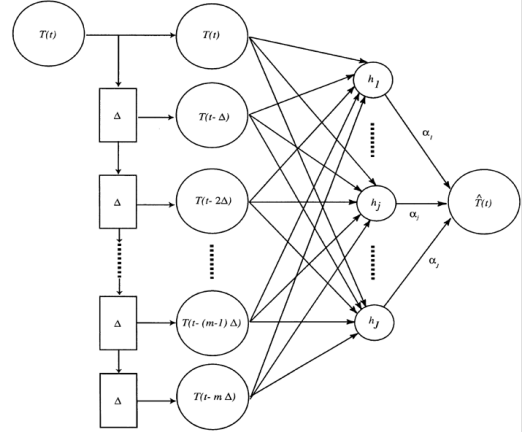 T(t)
T(t)
h1
Δ
T(t- Δ)
α1
Δ
T(t- 2Δ)
hj
αj
T̂(t)
αJ
Δ
T(t- (m-1) Δ)
hJ
Δ
T(t- m Δ)